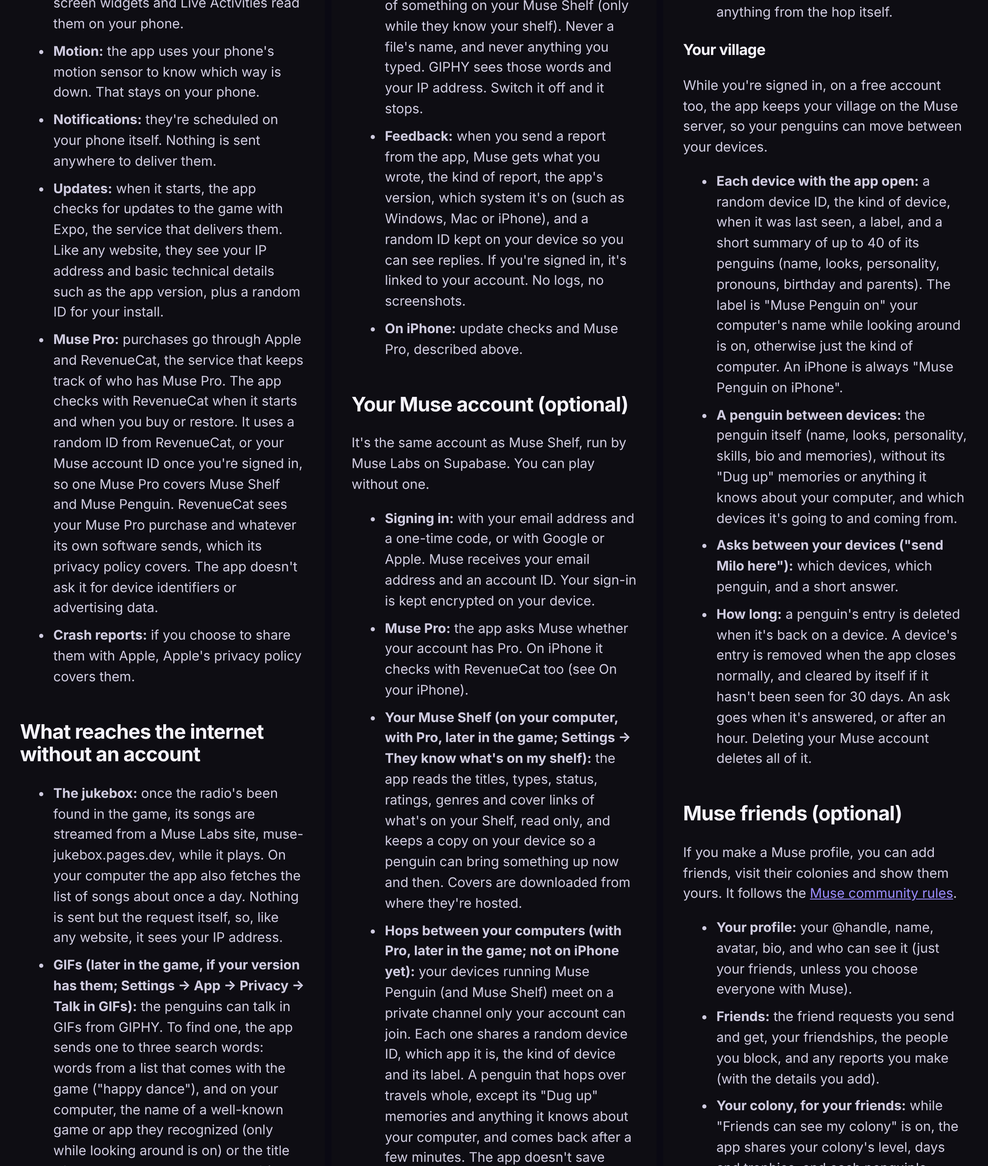 screen widgets and Live Activities read
them on your phone.
• Motion: the app uses your phone's
motion sensor to know which way is
down. That stays on your phone.
• Notifications: they're scheduled on
your phone itself. Nothing is sent
anywhere to deliver them.
• Updates: when it starts, the app
checks for updates to the game with
Expo, the service that delivers them.
Like any website, they see your IP
address and basic technical details
such as the app version, plus a random
ID for your install.
• Muse Pro: purchases go through Apple
and RevenueCat, the service that keeps
track of who has Muse Pro. The app
checks with RevenueCat when it starts
and when you buy or restore. It uses a
random ID from RevenueCat, or your
Muse account ID once you're signed in,
so one Muse Pro covers Muse Shelf
and Muse Penguin. RevenueCat sees
your Muse Pro purchase and whatever
its own software sends, which its
privacy policy covers. The app doesn't
ask it for device identifiers or
advertising data.
• Crash reports: if you choose to share
them with Apple, Apple's privacy policy
covers them.
What reaches the internet
without an account
• The jukebox: once the radio's been
found in the game, its songs are
streamed from a Muse Labs site, muse-
jukebox.pages.dev, while it plays. On
your computer the app also fetches the
list of songs about once a day. Nothing
is sent but the request itself, so, like
any website, it sees your IP address.
• GIFs (later in the game, if your version
has them; Settings → App → Privacy →
Talk in GIFs): the penguins can talk in
GIFs from GIPHY. To find one, the app
sends one to three search words:
words from a list that comes with the
game ("happy dance"), and on your
computer, the name of a well-known
game or app they recognized (only
while looking around is on) or the title
of something on your Muse Shelf (only
while they know your shelf). Never a
file's name, and never anything you
typed. GIPHY sees those words and
your IP address. Switch it off and it
stops.
• Feedback: when you send a report
from the app, Muse gets what you
wrote, the kind of report, the app's
version, which system it's on (such as
Windows, Mac or iPhone), and a
random ID kept on your device so you
can see replies. If you're signed in, it's
linked to your account. No logs, no
screenshots.
• On iPhone: update checks and Muse
Pro, described above.
Your Muse account (optional)
It's the same account as Muse Shelf, run by
Muse Labs on Supabase. You can play
without one.
• Signing in: with your email address and
a one-time code, or with Google or
Apple. Muse receives your email
address and an account ID. Your sign-in
is kept encrypted on your device.
• Muse Pro: the app asks Muse whether
your account has Pro. On iPhone it
checks with RevenueCat too (see On
your iPhone).
• Your Muse Shelf (on your computer,
with Pro, later in the game; Settings →
They know what's on my shelf): the
app reads the titles, types, status,
ratings, genres and cover links of
what's on your Shelf, read only, and
keeps a copy on your device so a
penguin can bring something up now
and then. Covers are downloaded from
where they're hosted.
• Hops between your computers (with
Pro, later in the game; not on iPhone
yet): your devices running Muse
Penguin (and Muse Shelf) meet on a
private channel only your account can
join. Each one shares a random device
ID, which app it is, the kind of device
and its label. A penguin that hops over
travels whole, except its "Dug up"
memories and anything it knows about
your computer, and comes back after a
few minutes. The app doesn't save
anything from the hop itself.
Your village
While you're signed in, on a free account
too, the app keeps your village on the Muse
server, so your penguins can move between
your devices.
• Each device with the app open: a
random device ID, the kind of device,
when it was last seen, a label, and a
short summary of up to 40 of its
penguins (name, looks, personality,
pronouns, birthday and parents). The
label is "Muse Penguin on" your
computer's name while looking around
is on, otherwise just the kind of
computer. An iPhone is always "Muse
Penguin on iPhone".
• A penguin between devices: the
penguin itself (name, looks, personality,
skills, bio and memories), without its
"Dug up" memories or anything it
knows about your computer, and which
devices it's going to and coming from.
• Asks between your devices ("send
Milo here"): which devices, which
penguin, and a short answer.
• How long: a penguin's entry is deleted
when it's back on a device. A device's
entry is removed when the app closes
normally, and cleared by itself if it
hasn't been seen for 30 days. An ask
goes when it's answered, or after an
hour. Deleting your Muse account
deletes all of it.
Muse friends (optional)
If you make a Muse profile, you can add
friends, visit their colonies and show them
yours. It follows the Muse community rules.
• Your profile: your @handle, name,
avatar, bio, and who can see it (just
your friends, unless you choose
everyone with Muse).
• Friends: the friend requests you send
and get, your friendships, the people
you block, and any reports you make
(with the details you add).
• Your colony, for your friends: while
"Friends can see my colony" is on, the
app shares your colony's level, days